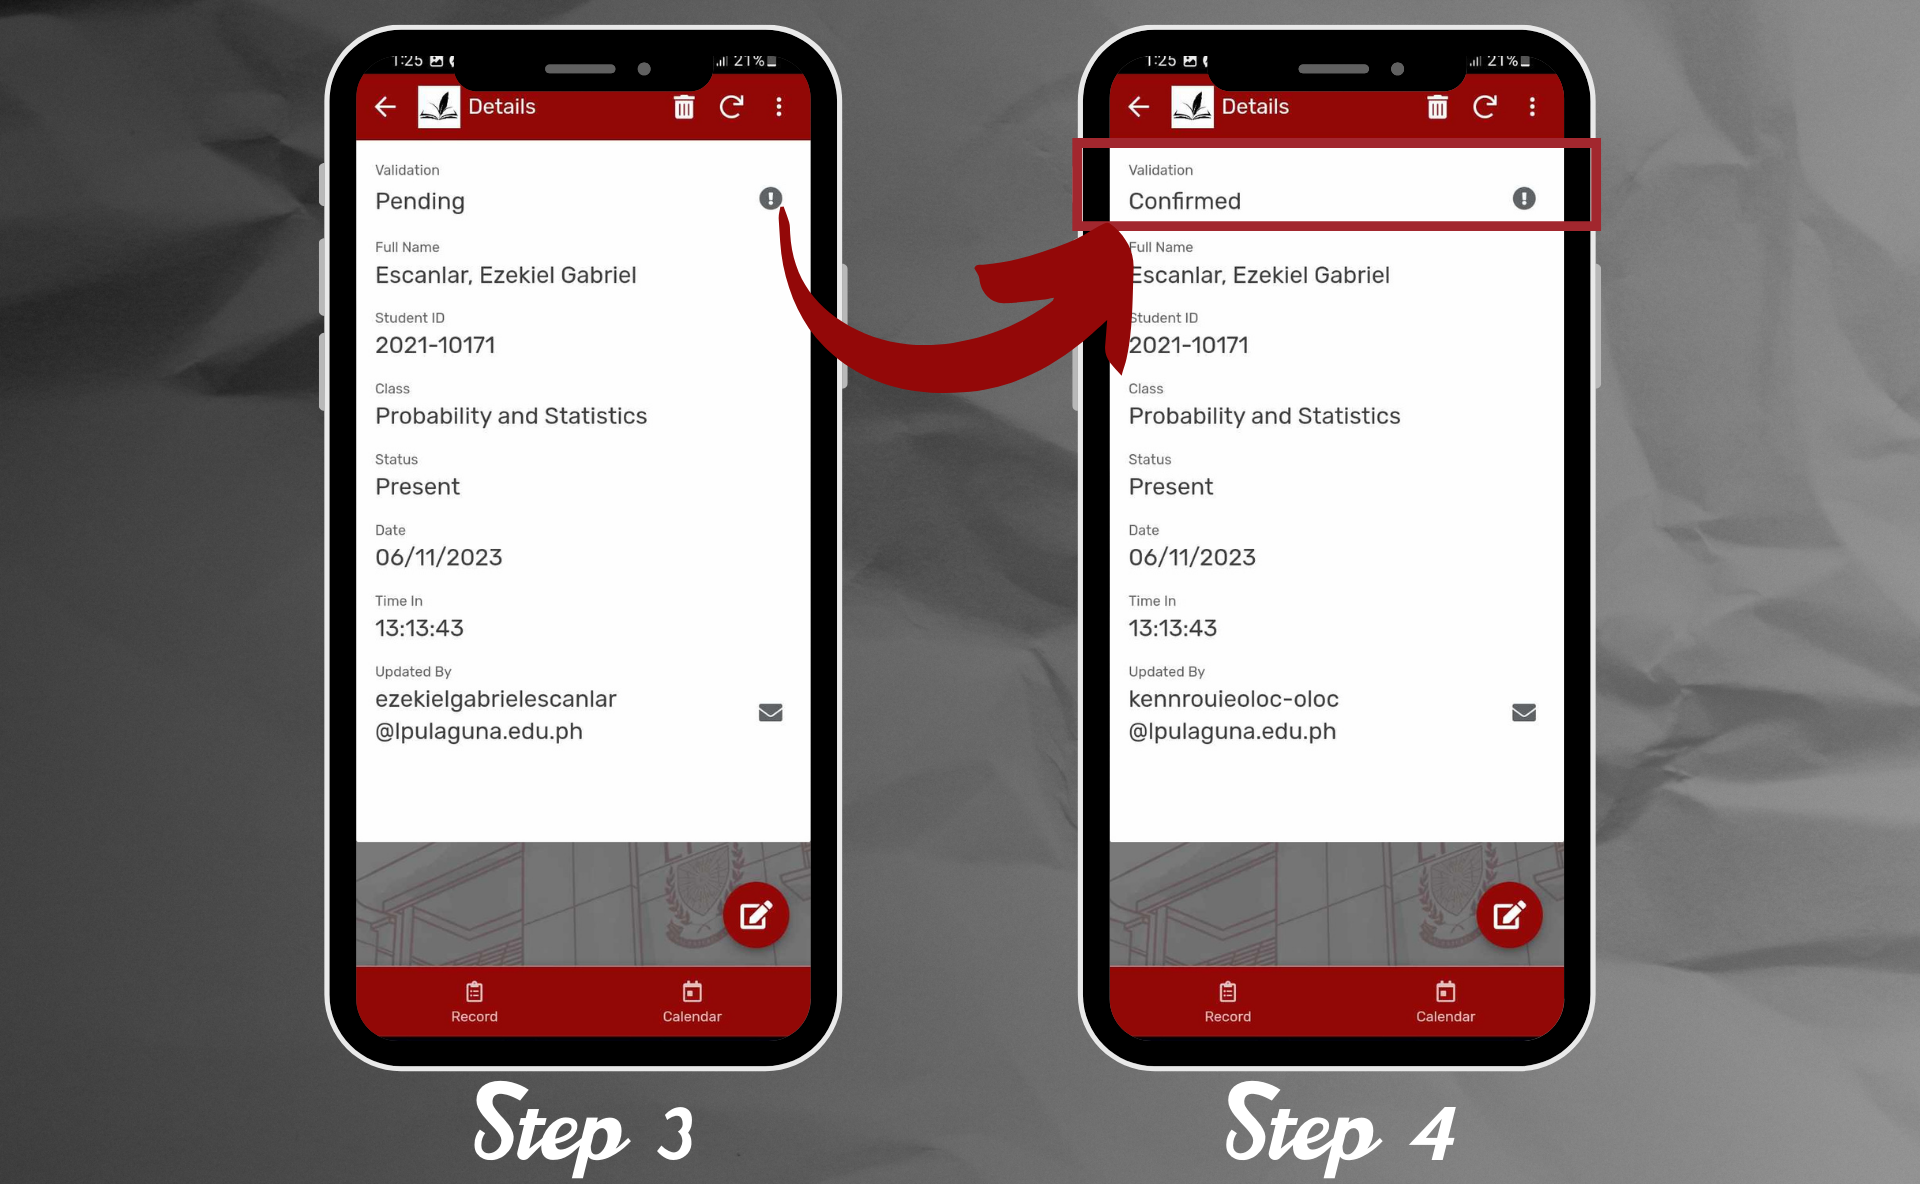 1:25
21%
Details
Validation
Pending
Full Name
Escanlar, Ezekiel Gabriel
Student ID
2021-10171
Class
Probability and Statistics
Status
Present
Date
06/11/2023
Time In
13:13:43
Updated By
ezekielgabrielescanlar
@lpulaguna.edu.ph
Record
Calendar
Step 3
1:25
21%
Details
Validation
Confirmed
Full Name
Escanlar, Ezekiel Gabriel
Student ID
2021-10171
Class
Probability and Statistics
Status
Present
Date
06/11/2023
Time In
13:13:43
Updated By
kennrouieoloc-oloc
@lpulaguna.edu.ph
Record
Calendar
Step 4